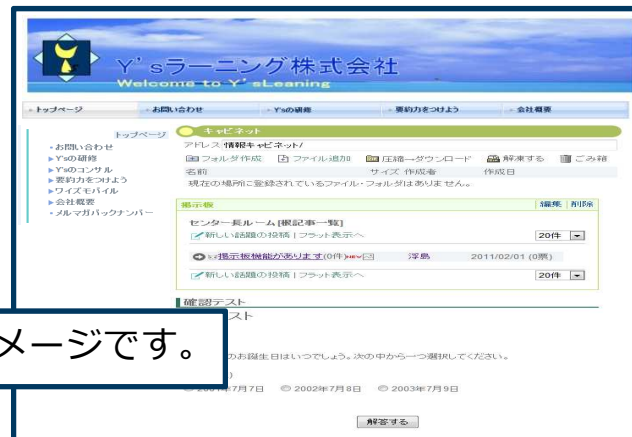 Y'sラーニング株式会社
Welcome to Y'sLeaning
トップページ
お問い合わせ
Y'sの研修
要約力をつけよう
会社概要
トップページ
お問い合わせ
Y'sの研修
Y'sのコンサル
要約力をつけよう
ワイズモバイル
会社概要
メルマガバックナンバー
キャビネット
アドレス 情報キャビネット/
フォルダ作成 ファイル追加 圧縮→ダウンロード 解凍する ごみ箱
名前 サイズ 作成者 作成日
現在の場所に登録されているファイル・フォルダはありません。
掲示板 編集 | 削除
センター長ルーム [根記事一覧]
新しい話題の投稿 | フラット表示へ 20件
掲示板機能があります(0件) NEW 浮島 2011/02/01 (0票)
新しい話題の投稿 | フラット表示へ 20件
確認テスト
スト
メージです。
のお誕生日はいつでしょう。次の中から一つ選択してください。
2001年7月7日 2002年7月8日 2003年7月9日
解答する